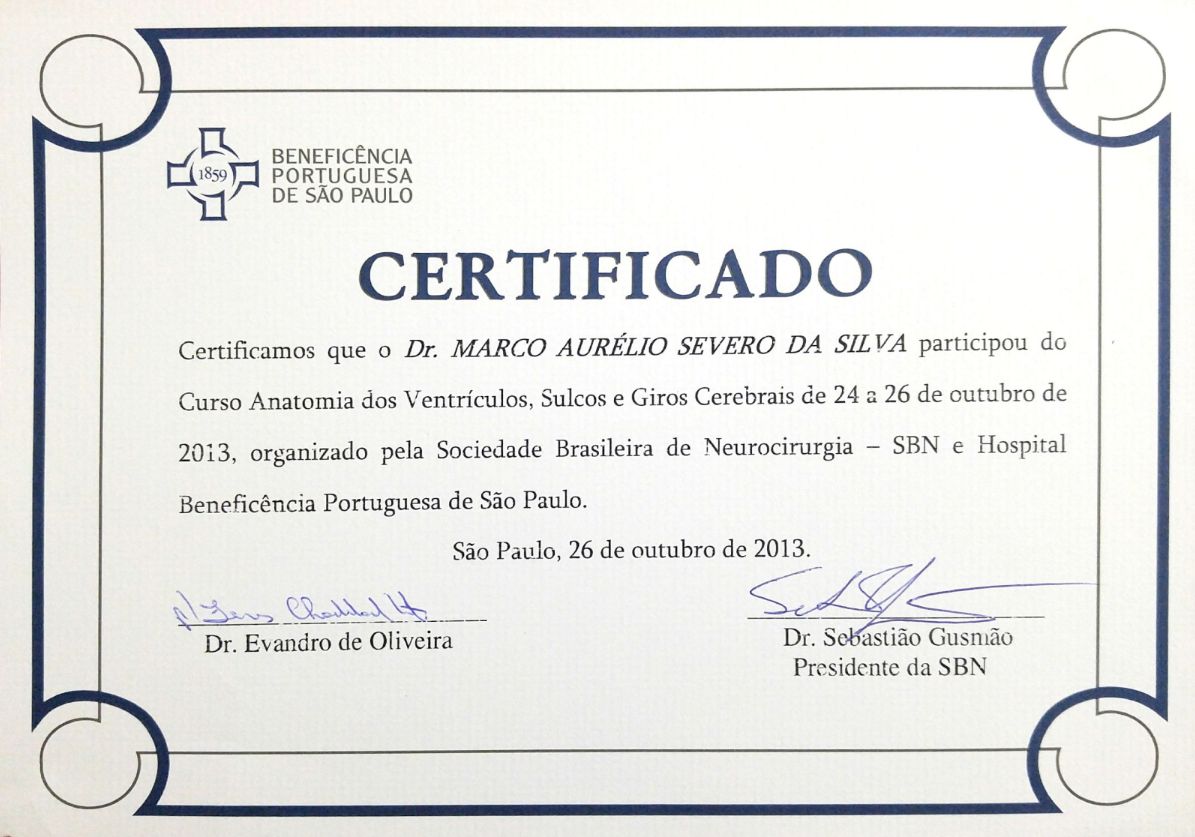 1859
BENEFICÊNCIA
PORTUGUESA
DE SÃO PAULO
CERTIFICADO
Certificamos que o Dr. MARCO AURÉLIO SEVERO DA SILVA participou do
Curso Anatomia dos Ventrículos, Sulcos e Giros Cerebrais de 24 a 26 de outubro de
2013, organizado pela Sociedade Brasileira de Neurocirurgia – SBN e Hospital
Beneficência Portuguesa de São Paulo.
São Paulo, 26 de outubro de 2013.
Dr. Evandro de Oliveira
Dr. Sebastião Gusmão
Presidente da SBN